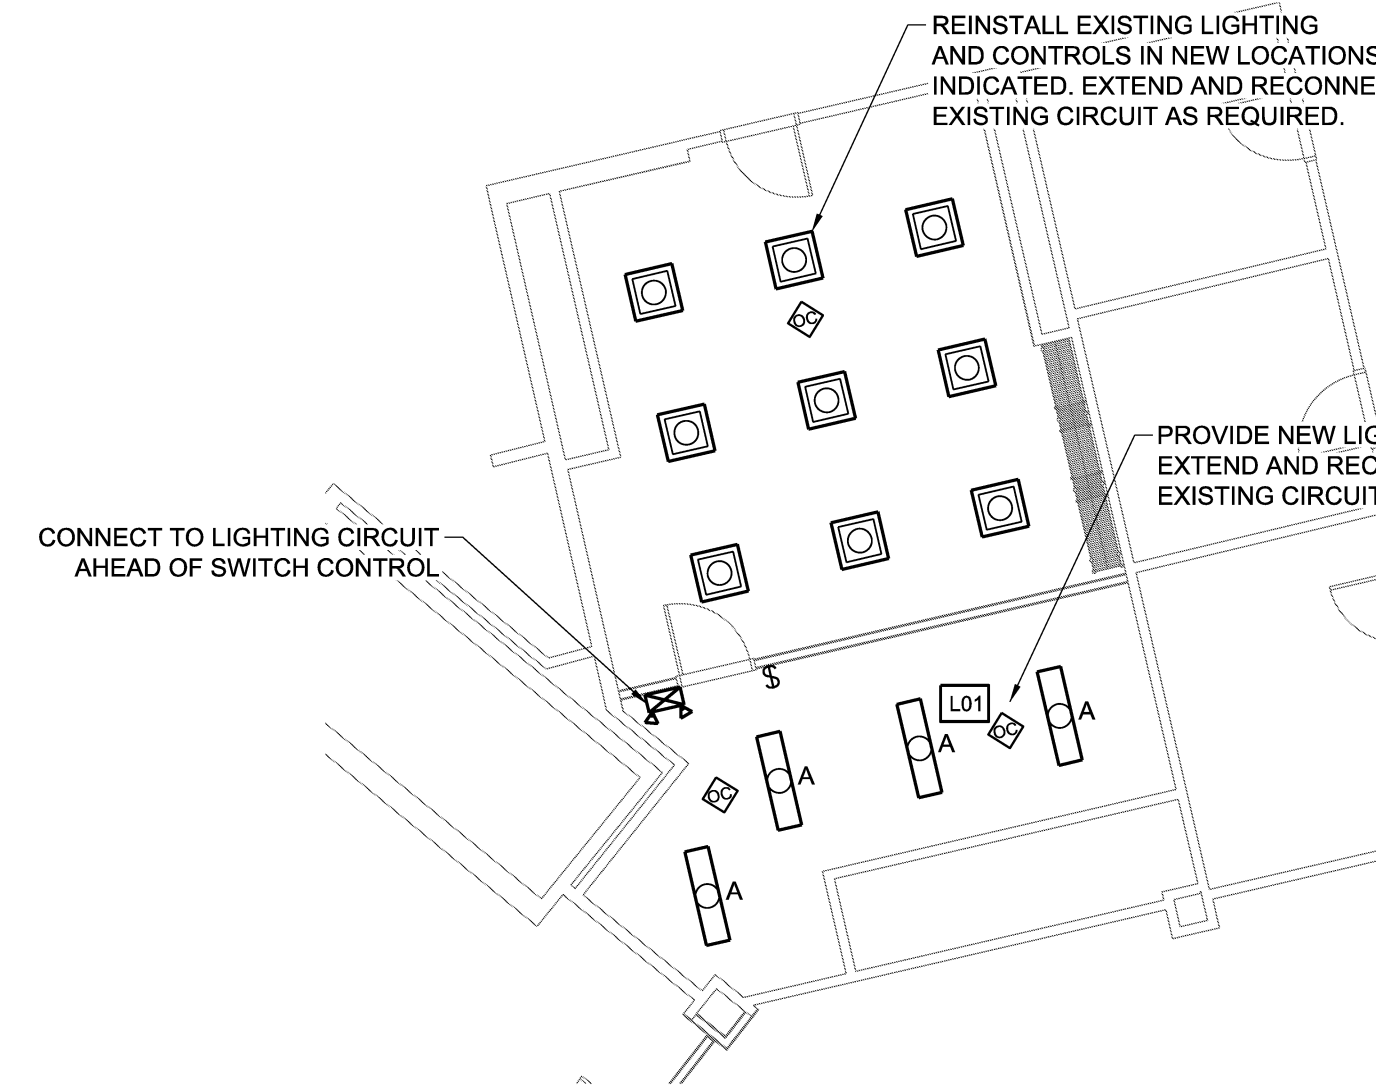 REINSTALL EXISTING LIGHTING
AND CONTROLS IN NEW LOCATIONS
INDICATED. EXTEND AND RECONNE
EXISTING CIRCUIT AS REQUIRED.
OC
PROVIDE NEW LIG
EXTEND AND REC
EXISTING CIRCUIT
CONNECT TO LIGHTING CIRCUIT
AHEAD OF SWITCH CONTROL
$
L01
A
OC
A
A
OC
A